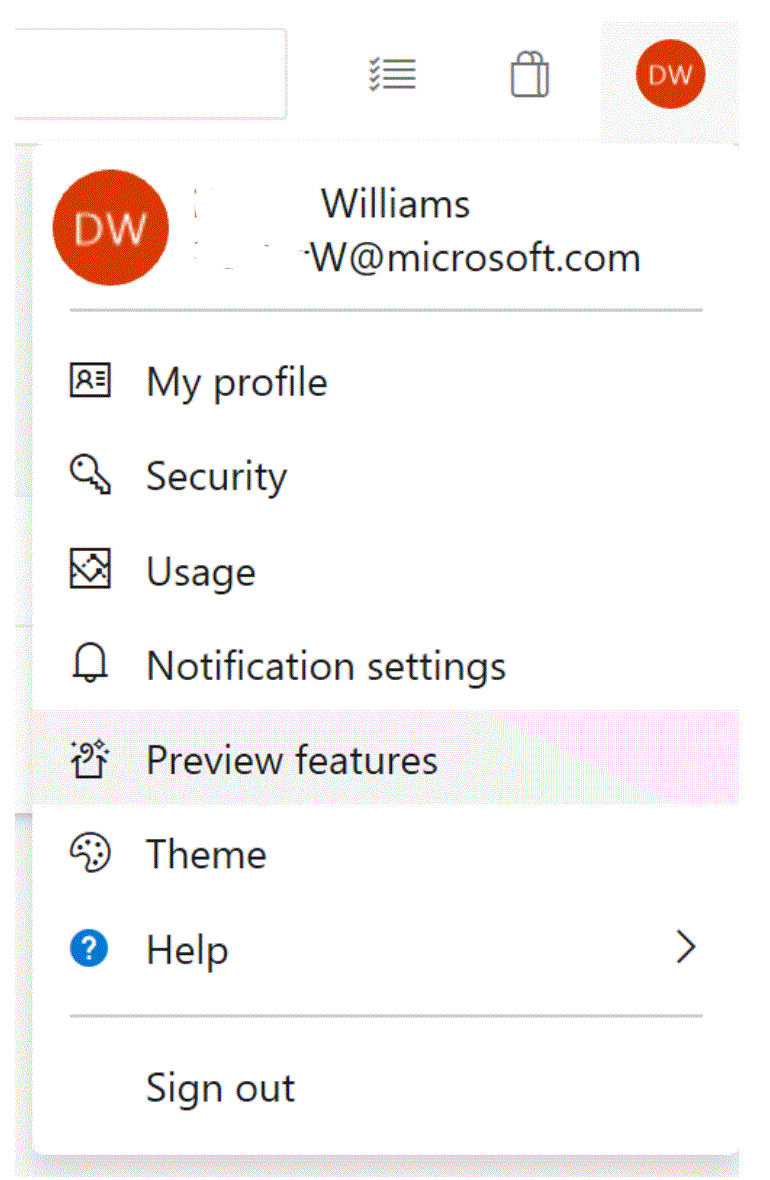 DW
DW
Williams
W@microsoft.com
My profile
Security
Usage
Notification settings
Preview features
Theme
? Help
Sign out